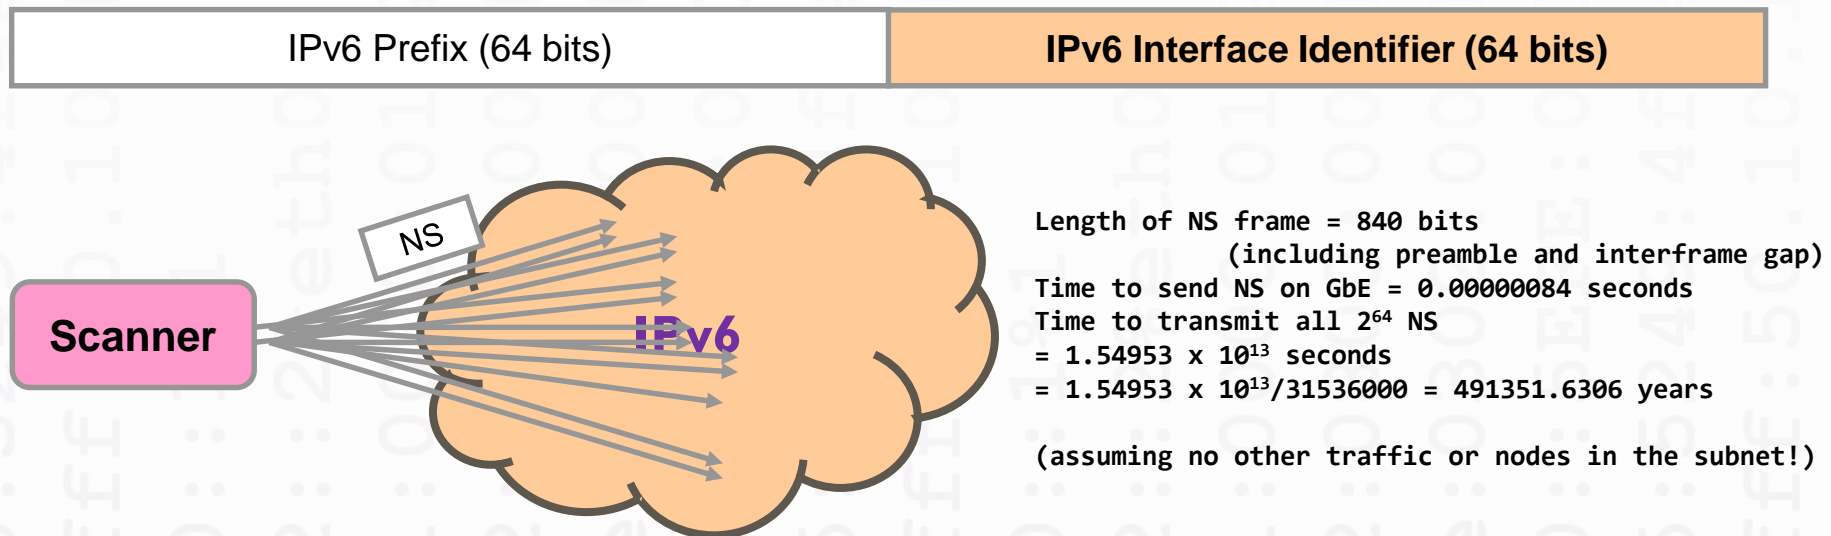 IPv6 Prefix (64 bits)
IPv6 Interface Identifier (64 bits)
NS
Scanner
IPv6
Length of NS frame = 840 bits
(including preamble and interframe gap)
Time to send NS on GbE = 0.00000084 seconds
Time to transmit all 2⁶⁴ NS
= 1.54953 x 10¹³ seconds
= 1.54953 x 10¹³/31536000 = 491351.6306 years
(assuming no other traffic or nodes in the subnet!)